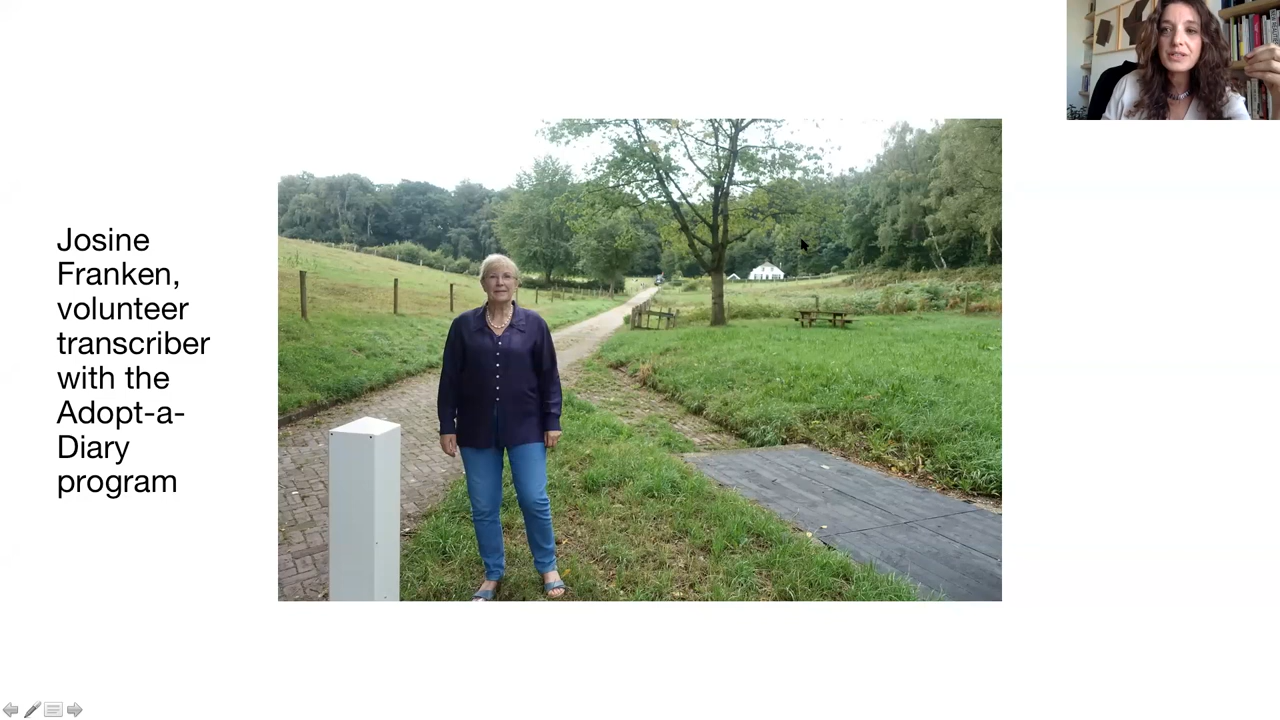 Josine
Franken,
volunteer
transcriber
with the
Adopt-a-
Diary
program